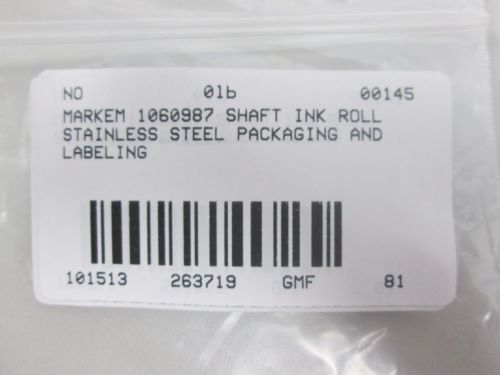 NO 0lb 00145
MARKEM 1060987 SHAFT INK ROLL
STAINLESS STEEL PACKAGING AND
LABELING
101513 263719 GMF 81